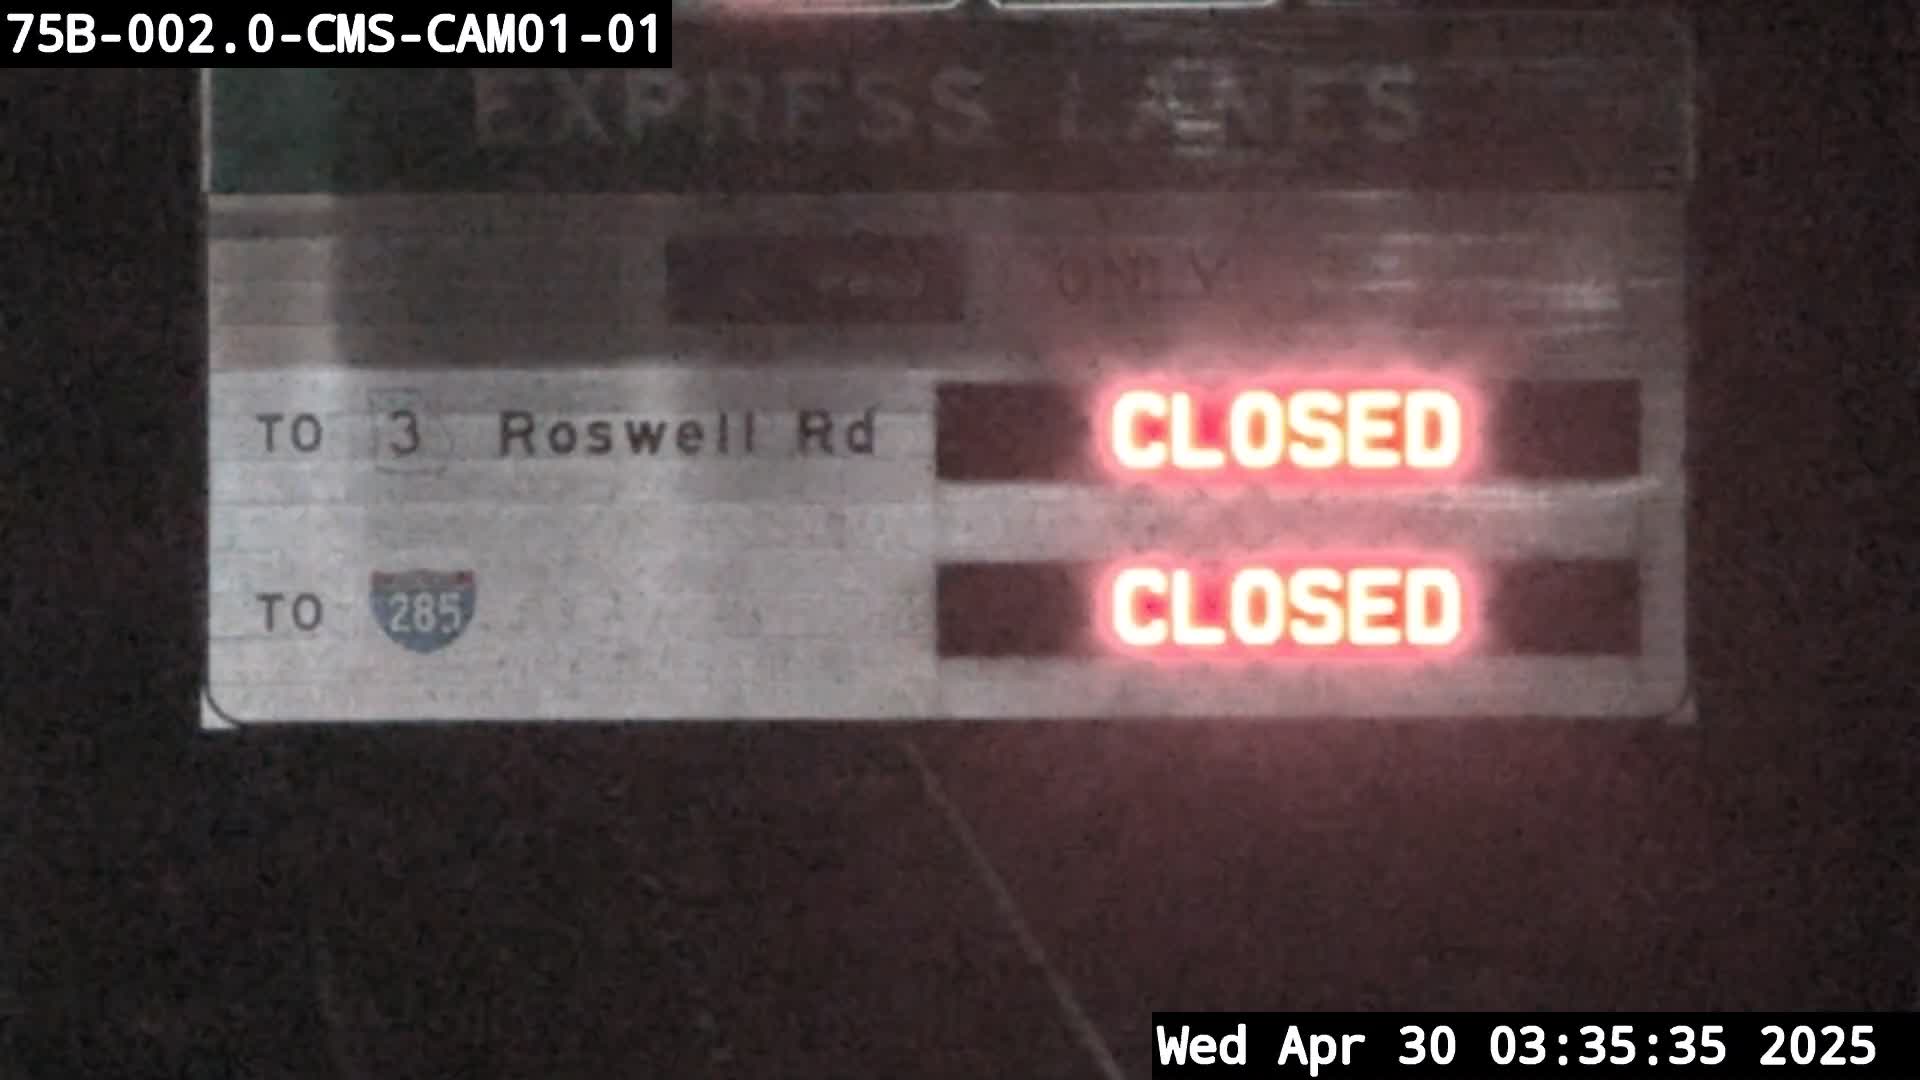 75B-002.0-CMS-CAM01-01
EXPRESS LANES
ONLY
TO 3 Roswell Rd CLOSED
TO 285 CLOSED
Wed Apr 30 03:35:35 2025